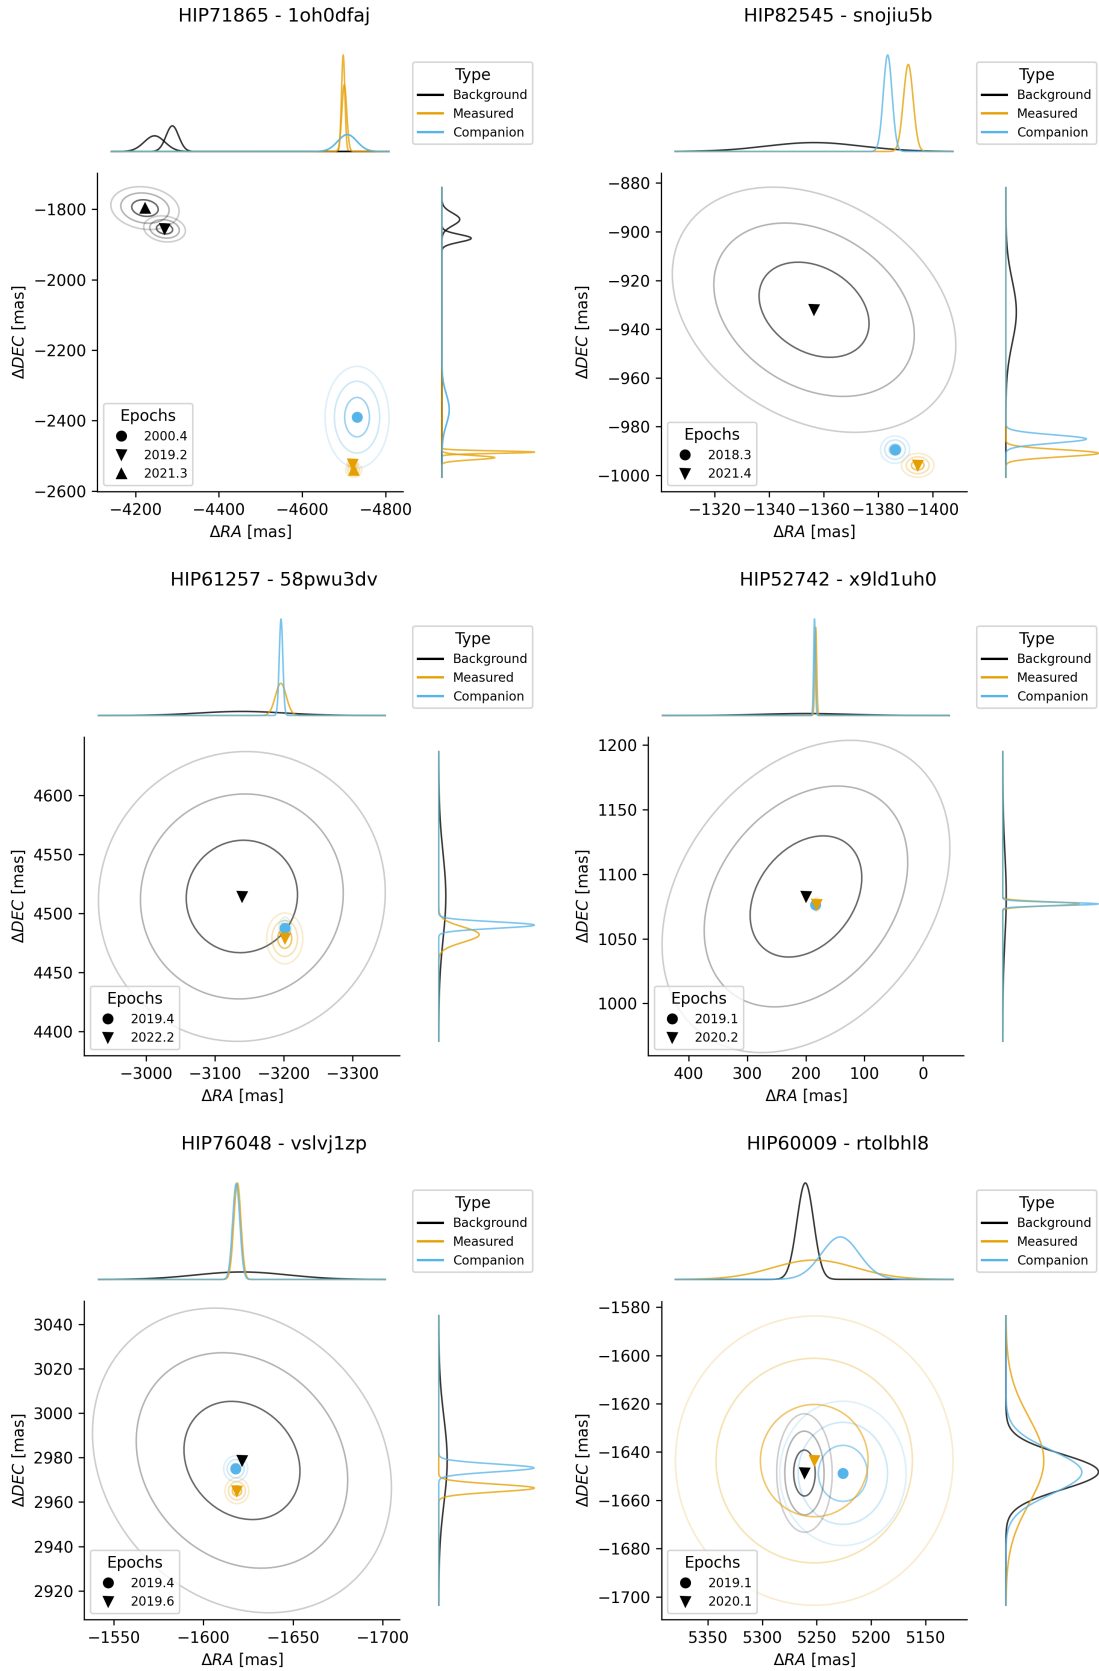 HIP71865 - 1oh0dfaj
Type
Background
Measured
Companion
−1800
−2000
−2200
−2400
−2600
ΔDEC [mas]
Epochs
2000.4
2019.2
2021.3
−4200 −4400 −4600 −4800
ΔRA [mas]
HIP82545 - snojiu5b
Type
Background
Measured
Companion
−880
−900
−920
−940
−960
−980
−1000
ΔDEC [mas]
Epochs
2018.3
2021.4
−1320 −1340 −1360 −1380 −1400
ΔRA [mas]
HIP61257 - 58pwu3dv
Type
Background
Measured
Companion
4600
4550
4500
4450
4400
ΔDEC [mas]
Epochs
2019.4
2022.2
−3000 −3100 −3200 −3300
ΔRA [mas]
HIP52742 - x9ld1uh0
Type
Background
Measured
Companion
1200
1150
1100
1050
1000
ΔDEC [mas]
Epochs
2019.1
2020.2
400 300 200 100 0
ΔRA [mas]
HIP76048 - vslvj1zp
Type
Background
Measured
Companion
3040
3020
3000
2980
2960
2940
2920
ΔDEC [mas]
Epochs
2019.4
2019.6
−1550 −1600 −1650 −1700
ΔRA [mas]
HIP60009 - rtolbhl8
Type
Background
Measured
Companion
−1580
−1600
−1620
−1640
−1660
−1680
−1700
ΔDEC [mas]
Epochs
2019.1
2020.1
5350 5300 5250 5200 5150
ΔRA [mas]